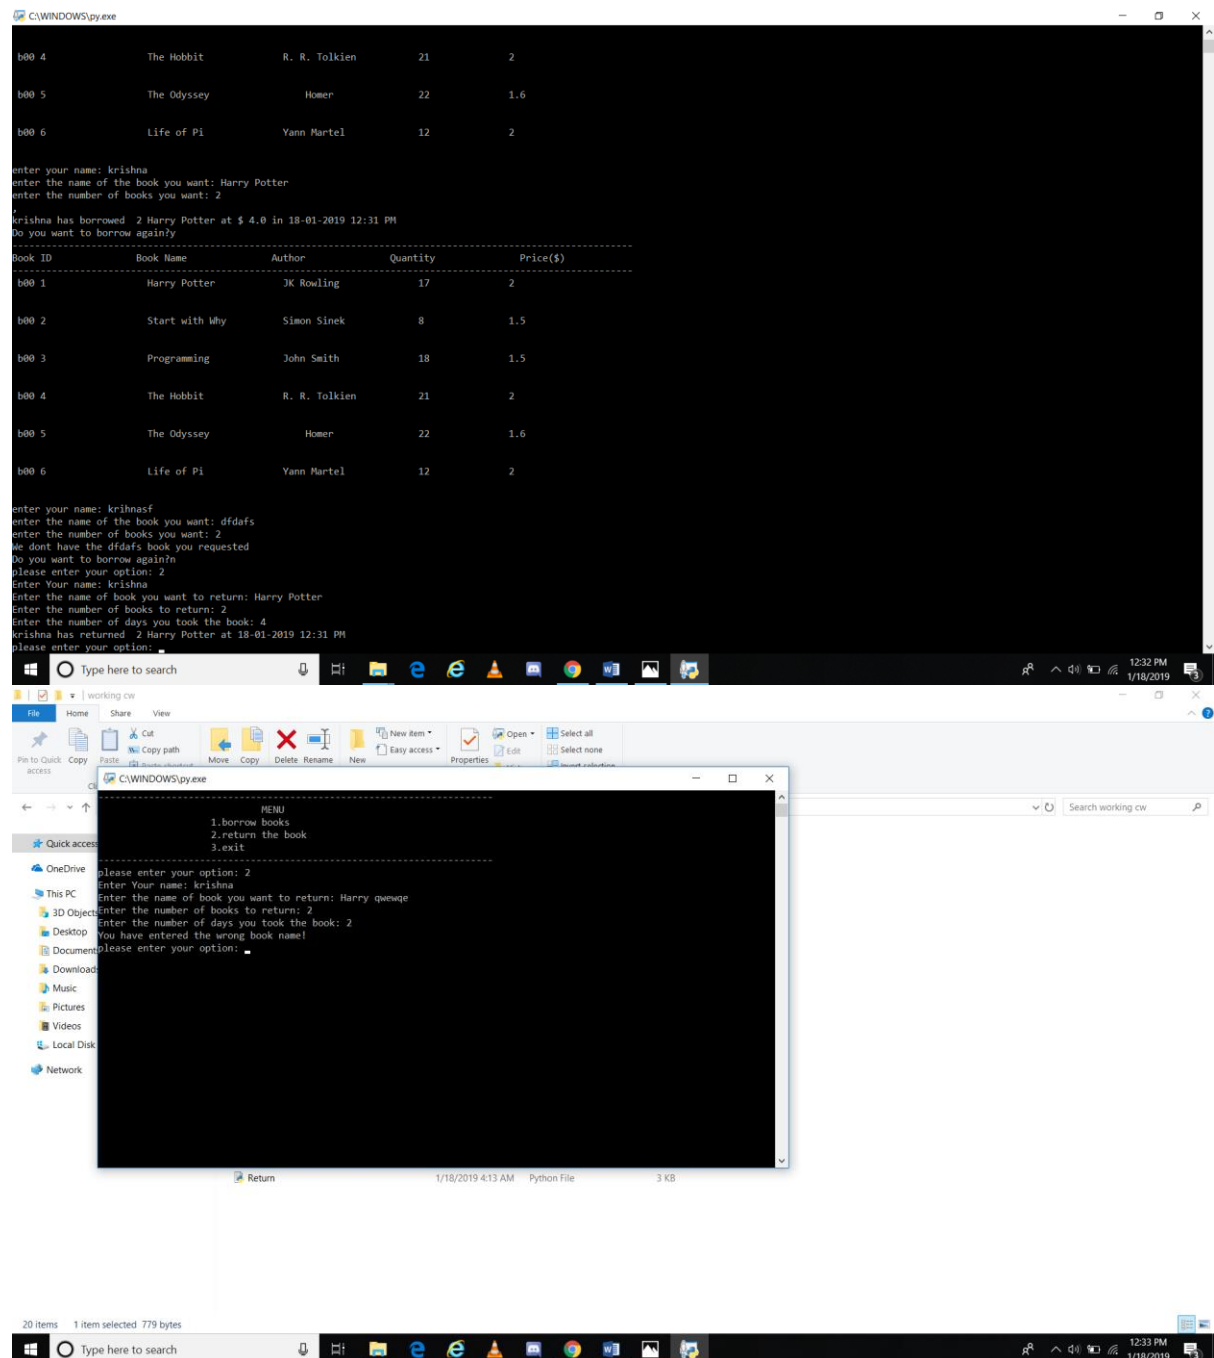 C:\WINDOWS\py.exe
b00 4 The Hobbit R. R. Tolkien 21 2
b00 5 The Odyssey Homer 22 1.6
b00 6 Life of Pi Yann Martel 12 2
enter your name: krishna
enter the name of the book you want: Harry Potter
enter the number of books you want: 2
,
krishna has borrowed  2 Harry Potter at $ 4.0 in 18-01-2019 12:31 PM
Do you want to borrow again?y
Book ID Book Name Author Quantity Price($)
b00 1 Harry Potter JK Rowling 17 2
b00 2 Start with Why Simon Sinek 8 1.5
b00 3 Programming John Smith 18 1.5
b00 4 The Hobbit R. R. Tolkien 21 2
b00 5 The Odyssey Homer 22 1.6
b00 6 Life of Pi Yann Martel 12 2
enter your name: krihnasf
enter the name of the book you want: dfdafs
enter the number of books you want: 2
We dont have the dfdafs book you requested
Do you want to borrow again?n
please enter your option: 2
Enter Your name: krishna
Enter the name of book you want to return: Harry Potter
Enter the number of books to return: 2
Enter the number of days you took the book: 4
krishna has returned  2 Harry Potter at 18-01-2019 12:31 PM
please enter your option:
Type here to search 12:32 PM
1/18/2019
working cw
File Home Share View
Cut New item Open Select all
Copy path Easy access Edit Select none
Pin to Quick access Copy Paste Move Copy Delete Rename New Properties
C:\WINDOWS\py.exe
Search working cw
MENU
1.borrow books
2.return the book
3.exit
please enter your option: 2
Enter Your name: krishna
Enter the name of book you want to return: Harry qwewqe
Enter the number of books to return: 2
Enter the number of days you took the book: 2
You have entered the wrong book name!
please enter your option:
Quick access
OneDrive
This PC
3D Objects
Desktop
Documents
Downloads
Music
Pictures
Videos
Local Disk
Network
Return 1/18/2019 4:13 AM Python File 3 KB
20 items 1 item selected 779 bytes
Type here to search 12:33 PM
1/18/2019